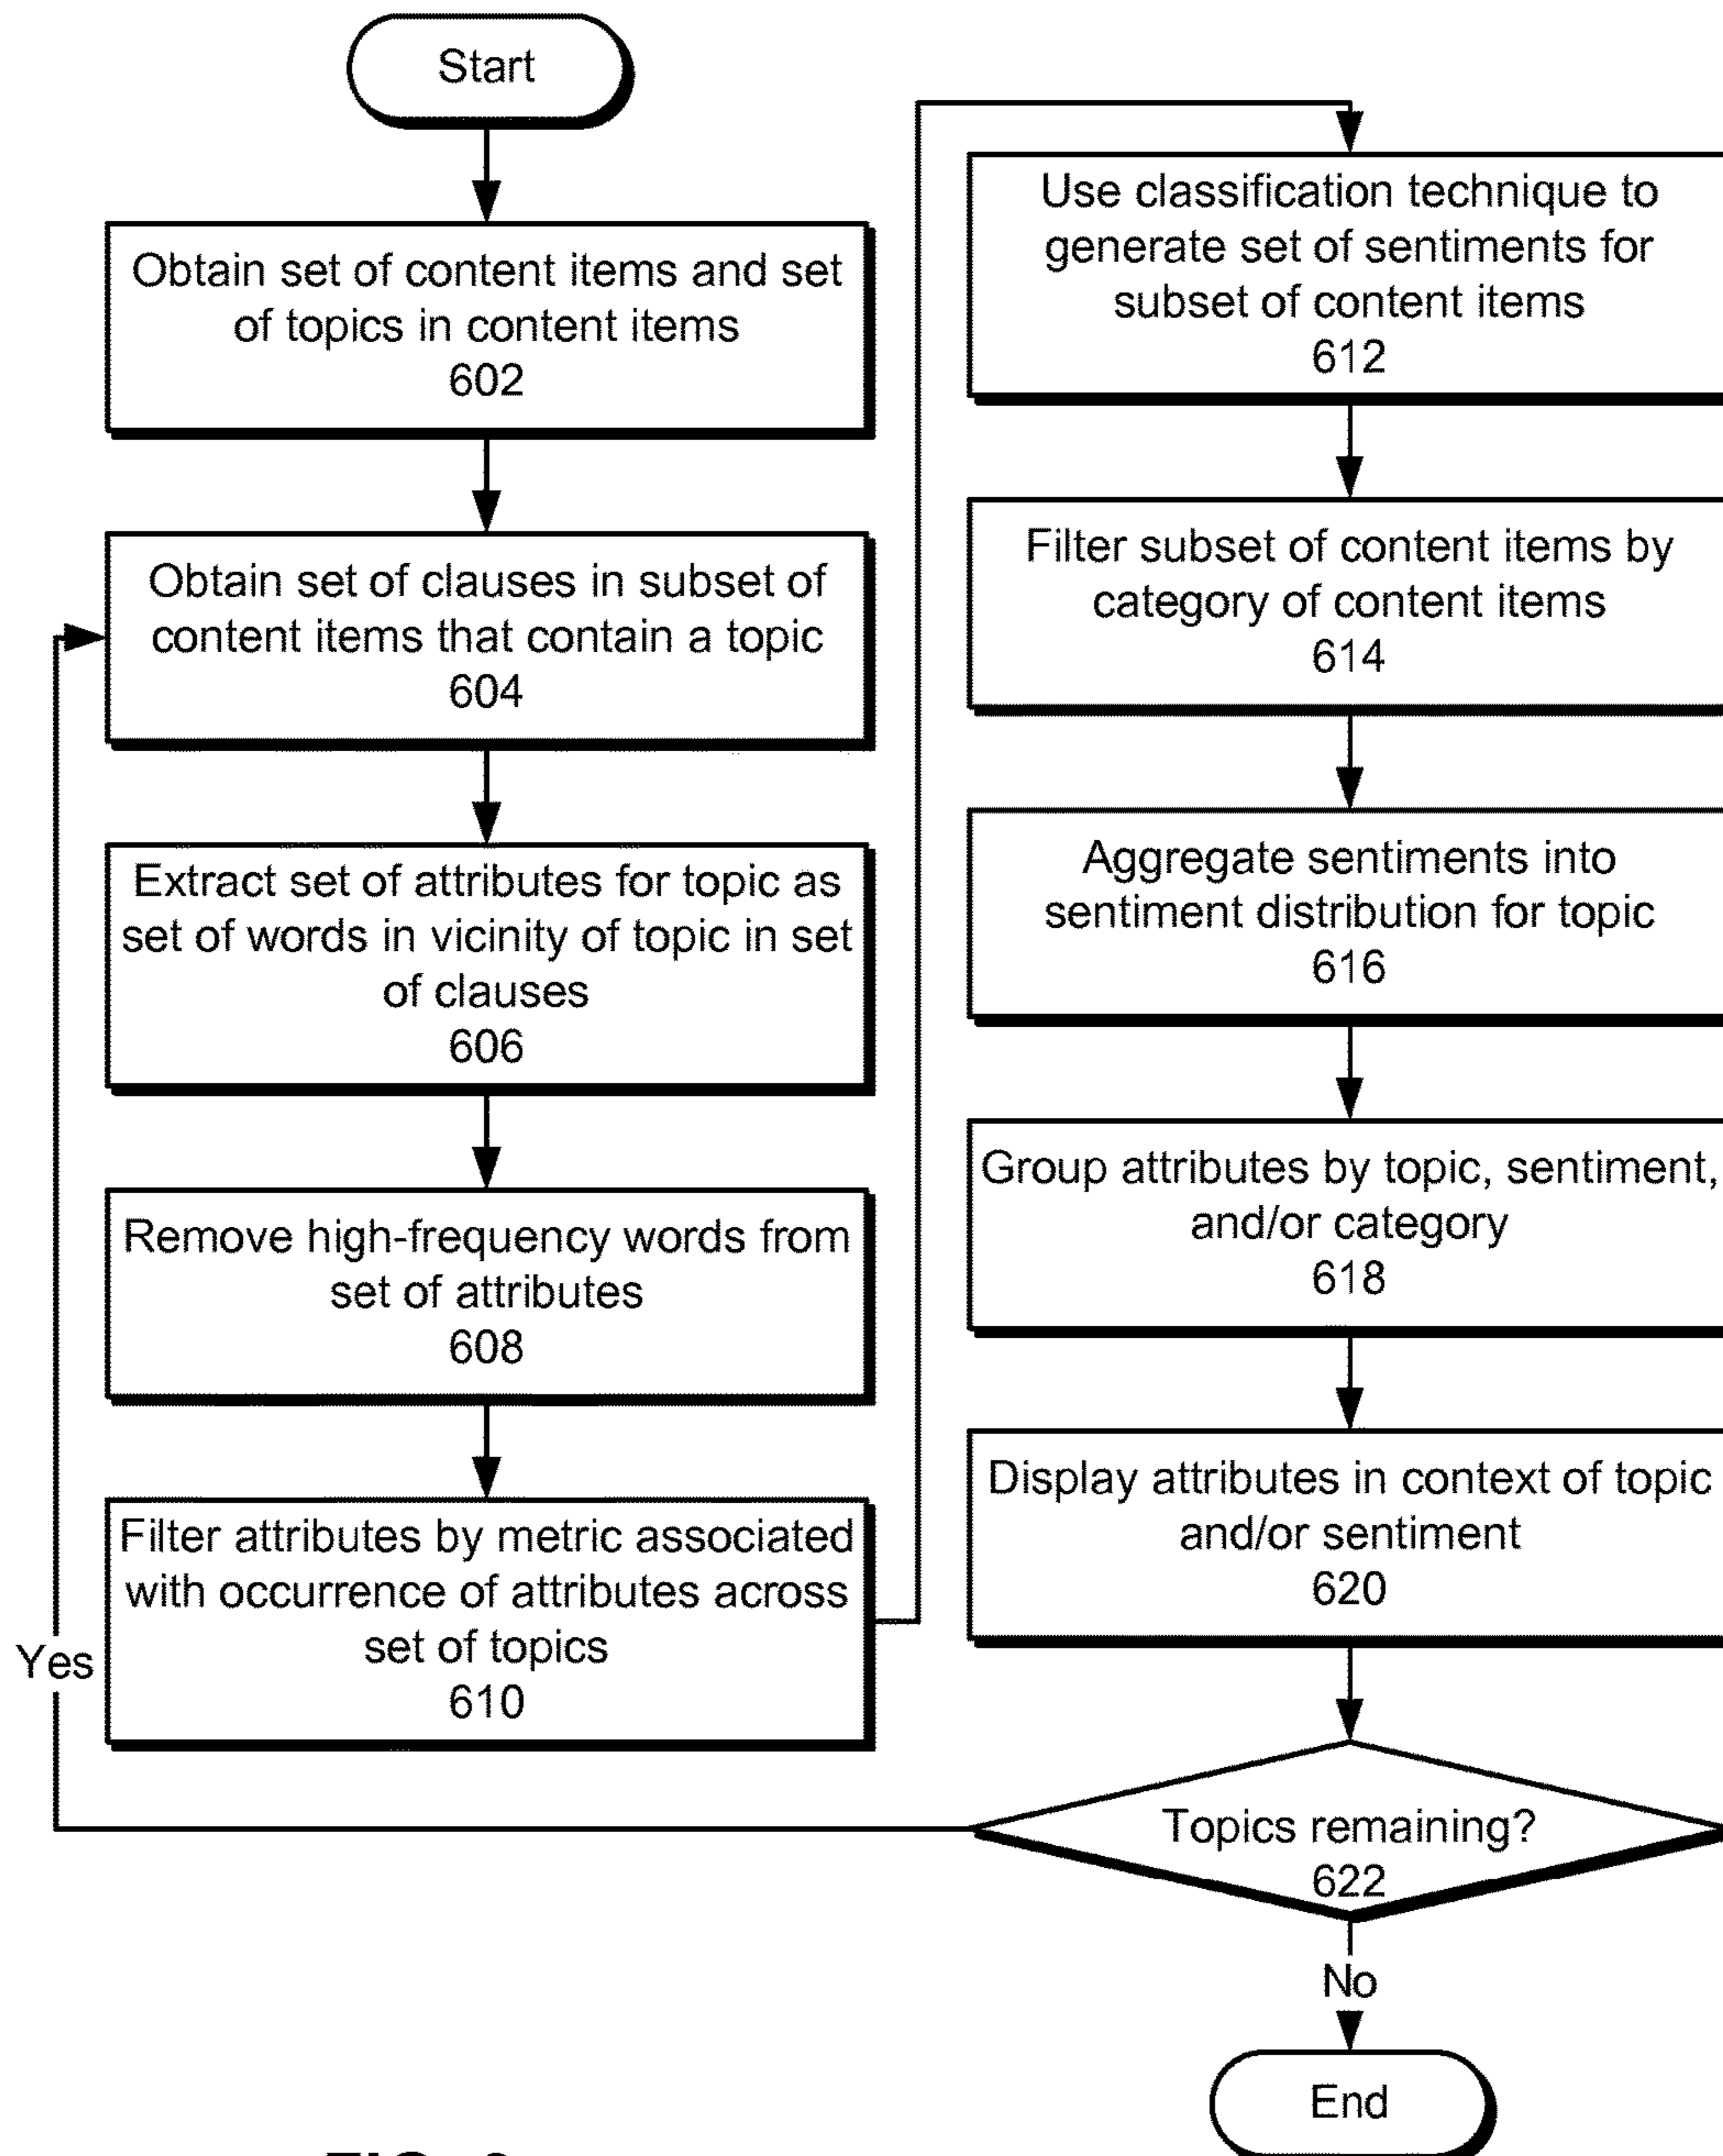 Start
Obtain set of content items and set
of topics in content items
602
Obtain set of clauses in subset of
content items that contain a topic
604
Extract set of attributes for topic as
set of words in vicinity of topic in set
of clauses
606
Remove high-frequency words from
set of attributes
608
Filter attributes by metric associated
with occurrence of attributes across
set of topics
610
Yes
Use classification technique to
generate set of sentiments for
subset of content items
612
Filter subset of content items by
category of content items
614
Aggregate sentiments into
sentiment distribution for topic
616
Group attributes by topic, sentiment,
and/or category
618
Display attributes in context of topic
and/or sentiment
620
Topics remaining?
622
No
End